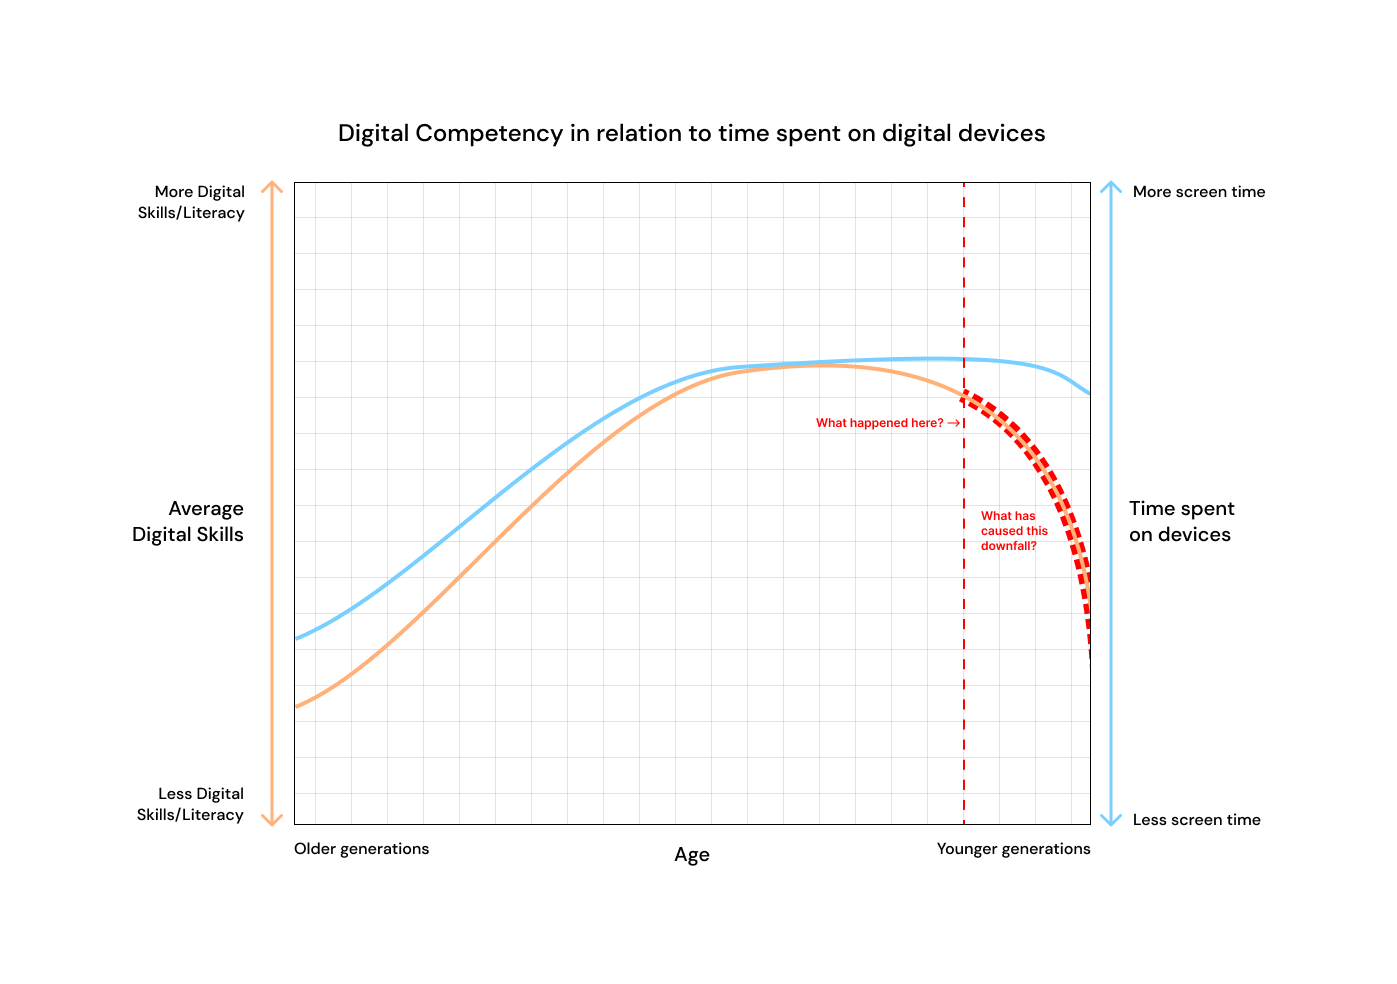 Digital Competency in relation to time spent on digital devices
More Digital
Skills/Literacy
More screen time
What happened here? →
Average
Digital Skills
What has
caused this
downfall?
Time spent
on devices
Less Digital
Skills/Literacy
Less screen time
Older generations
Age
Younger generations